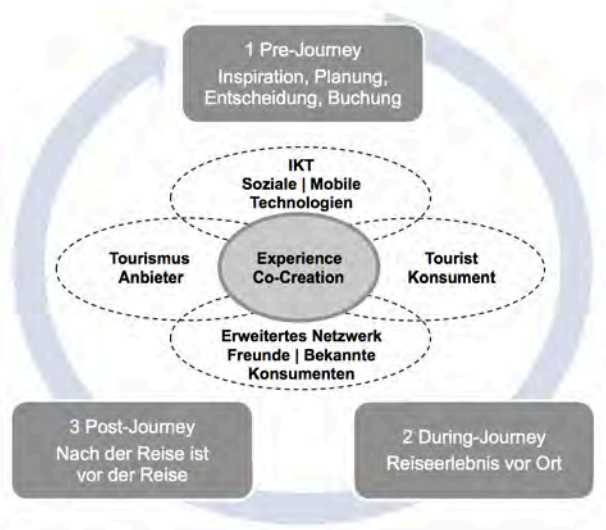 1 Pre-Journey
Inspiration, Planung,
Entscheidung, Buchung
IKT
Soziale | Mobile
Technologien
Tourismus
Anbieter
Experience
Co-Creation
Tourist
Konsument
Erweitertes Netzwerk
Freunde | Bekannte
Konsumenten
3 Post-Journey
Nach der Reise ist
vor der Reise
2 During-Journey
Reiseerlebnis vor Ort